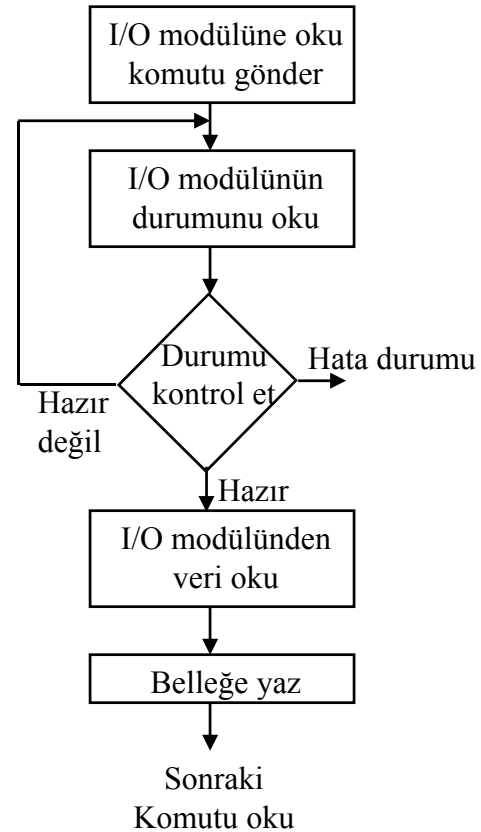 I/O modülüne oku
komutu gönder
I/O modülünün
durumunu oku
Durumu
kontrol et
Hata durumu
Hazır
değil
Hazır
I/O modülünden
veri oku
Belleğe yaz
Sonraki
Komutu oku